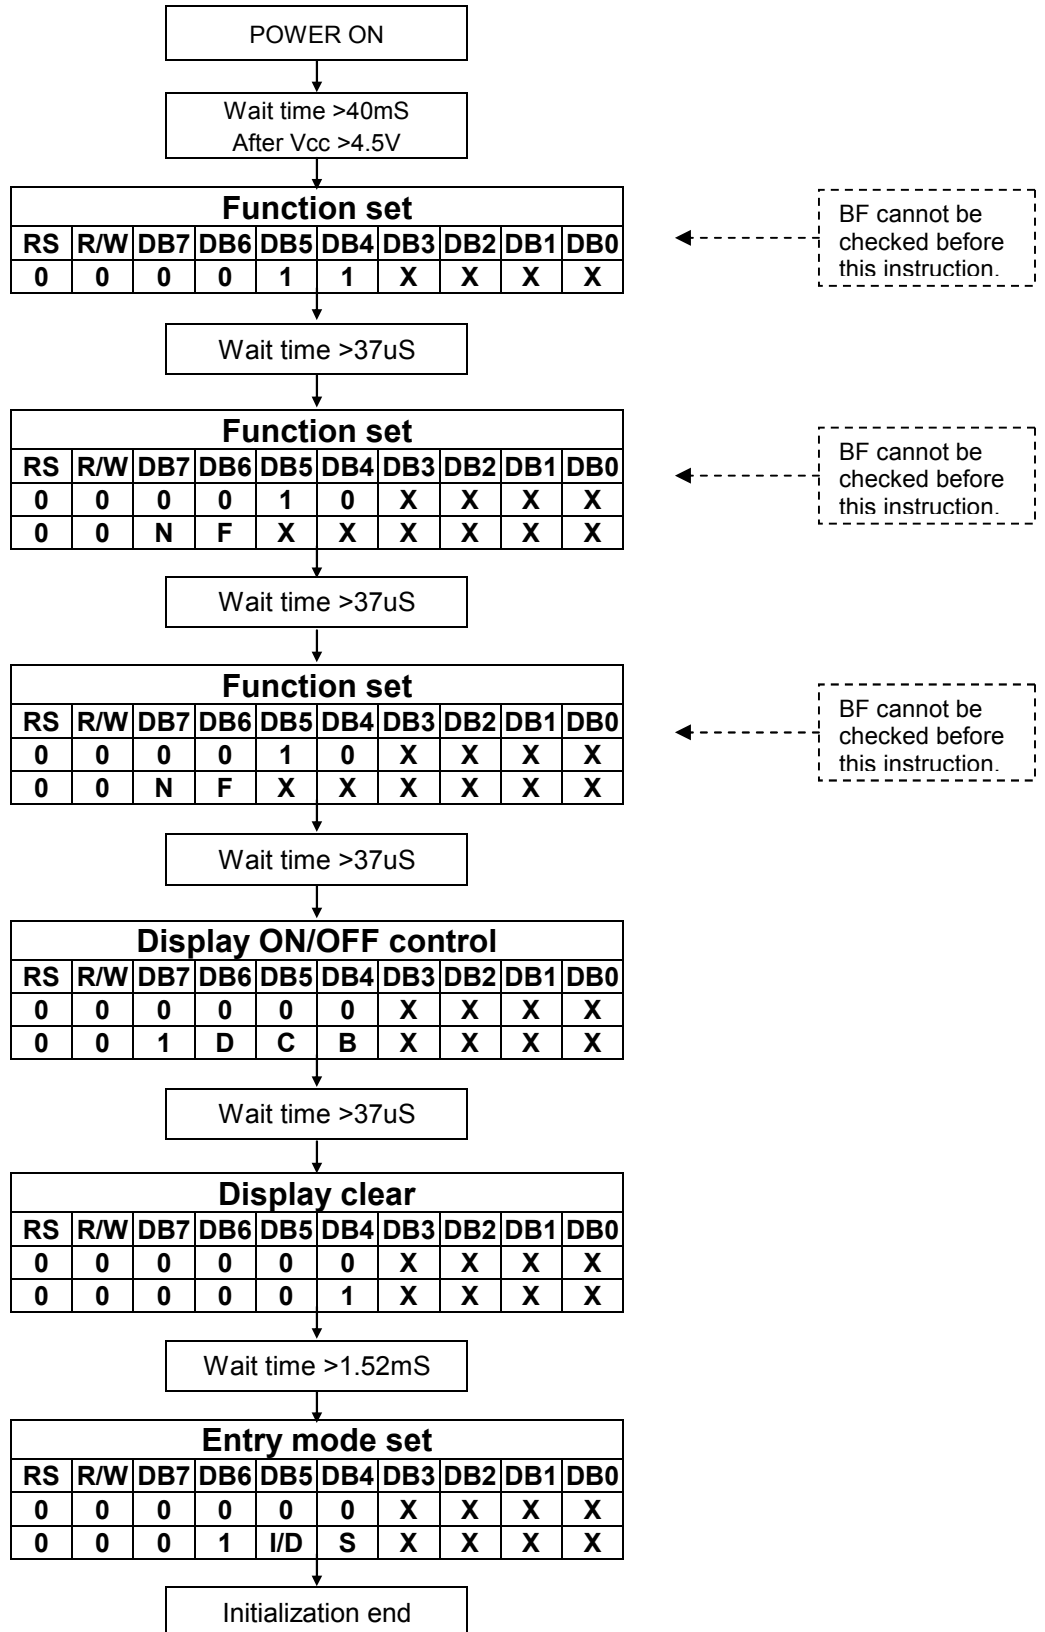 POWER ON
Wait time >40mS
After Vcc >4.5V
Function set
RS R/W DB7 DB6 DB5 DB4 DB3 DB2 DB1 DB0
0 0 0 0 1 1 X X X X
BF cannot be
checked before
this instruction.
Wait time >37uS
Function set
RS R/W DB7 DB6 DB5 DB4 DB3 DB2 DB1 DB0
0 0 0 0 1 0 X X X X
0 0 N F X X X X X X
BF cannot be
checked before
this instruction.
Wait time >37uS
Function set
RS R/W DB7 DB6 DB5 DB4 DB3 DB2 DB1 DB0
0 0 0 0 1 0 X X X X
0 0 N F X X X X X X
BF cannot be
checked before
this instruction.
Wait time >37uS
Display ON/OFF control
RS R/W DB7 DB6 DB5 DB4 DB3 DB2 DB1 DB0
0 0 0 0 0 0 X X X X
0 0 1 D C B X X X X
Wait time >37uS
Display clear
RS R/W DB7 DB6 DB5 DB4 DB3 DB2 DB1 DB0
0 0 0 0 0 0 X X X X
0 0 0 0 0 1 X X X X
Wait time >1.52mS
Entry mode set
RS R/W DB7 DB6 DB5 DB4 DB3 DB2 DB1 DB0
0 0 0 0 0 0 X X X X
0 0 0 1 I/D S X X X X
Initialization end